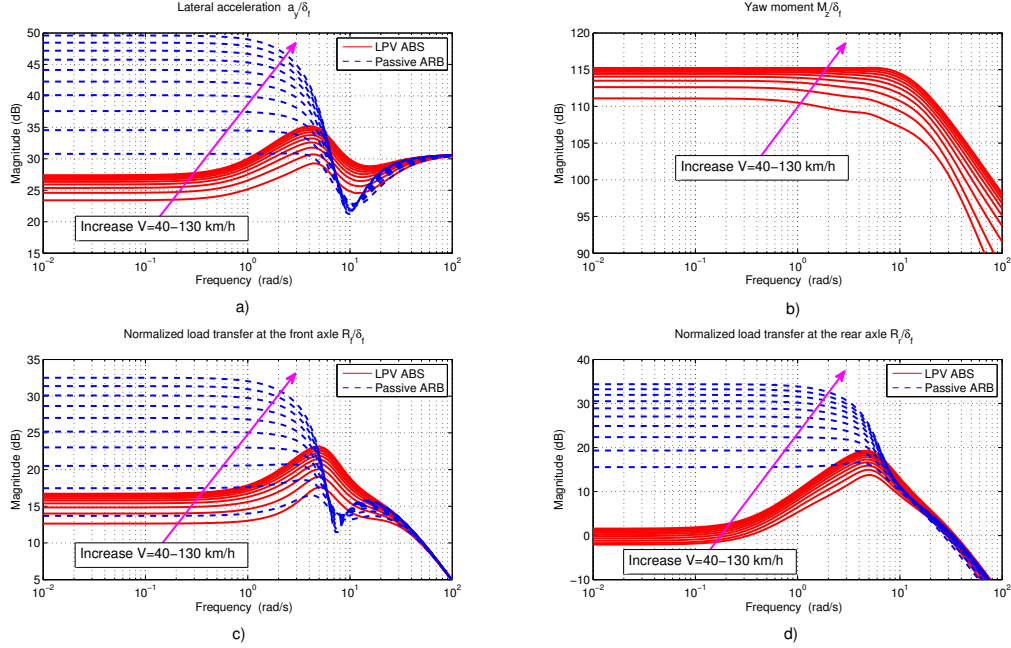 Lateral acceleration a_y/δ_f
50
45
40
35
30
25
20
15
Magnitude (dB)
LPV ABS
Passive ARB
Increase V=40−130 km/h
10^−2
10^−1
10^0
10^1
10^2
Frequency (rad/s)
a)
Yaw moment M_z/δ_f
120
115
110
105
100
95
90
Magnitude (dB)
Increase V=40−130 km/h
10^−2
10^−1
10^0
10^1
10^2
Frequency (rad/s)
b)
Normalized load transfer at the front axle R_f/δ_f
35
30
25
20
15
10
5
Magnitude (dB)
LPV ABS
Passive ARB
Increase V=40−130 km/h
10^−2
10^−1
10^0
10^1
10^2
Frequency (rad/s)
c)
Normalized load transfer at the rear axle R_r/δ_f
40
30
20
10
0
−10
Magnitude (dB)
LPV ABS
Passive ARB
Increase V=40−130 km/h
10^−2
10^−1
10^0
10^1
10^2
Frequency (rad/s)
d)